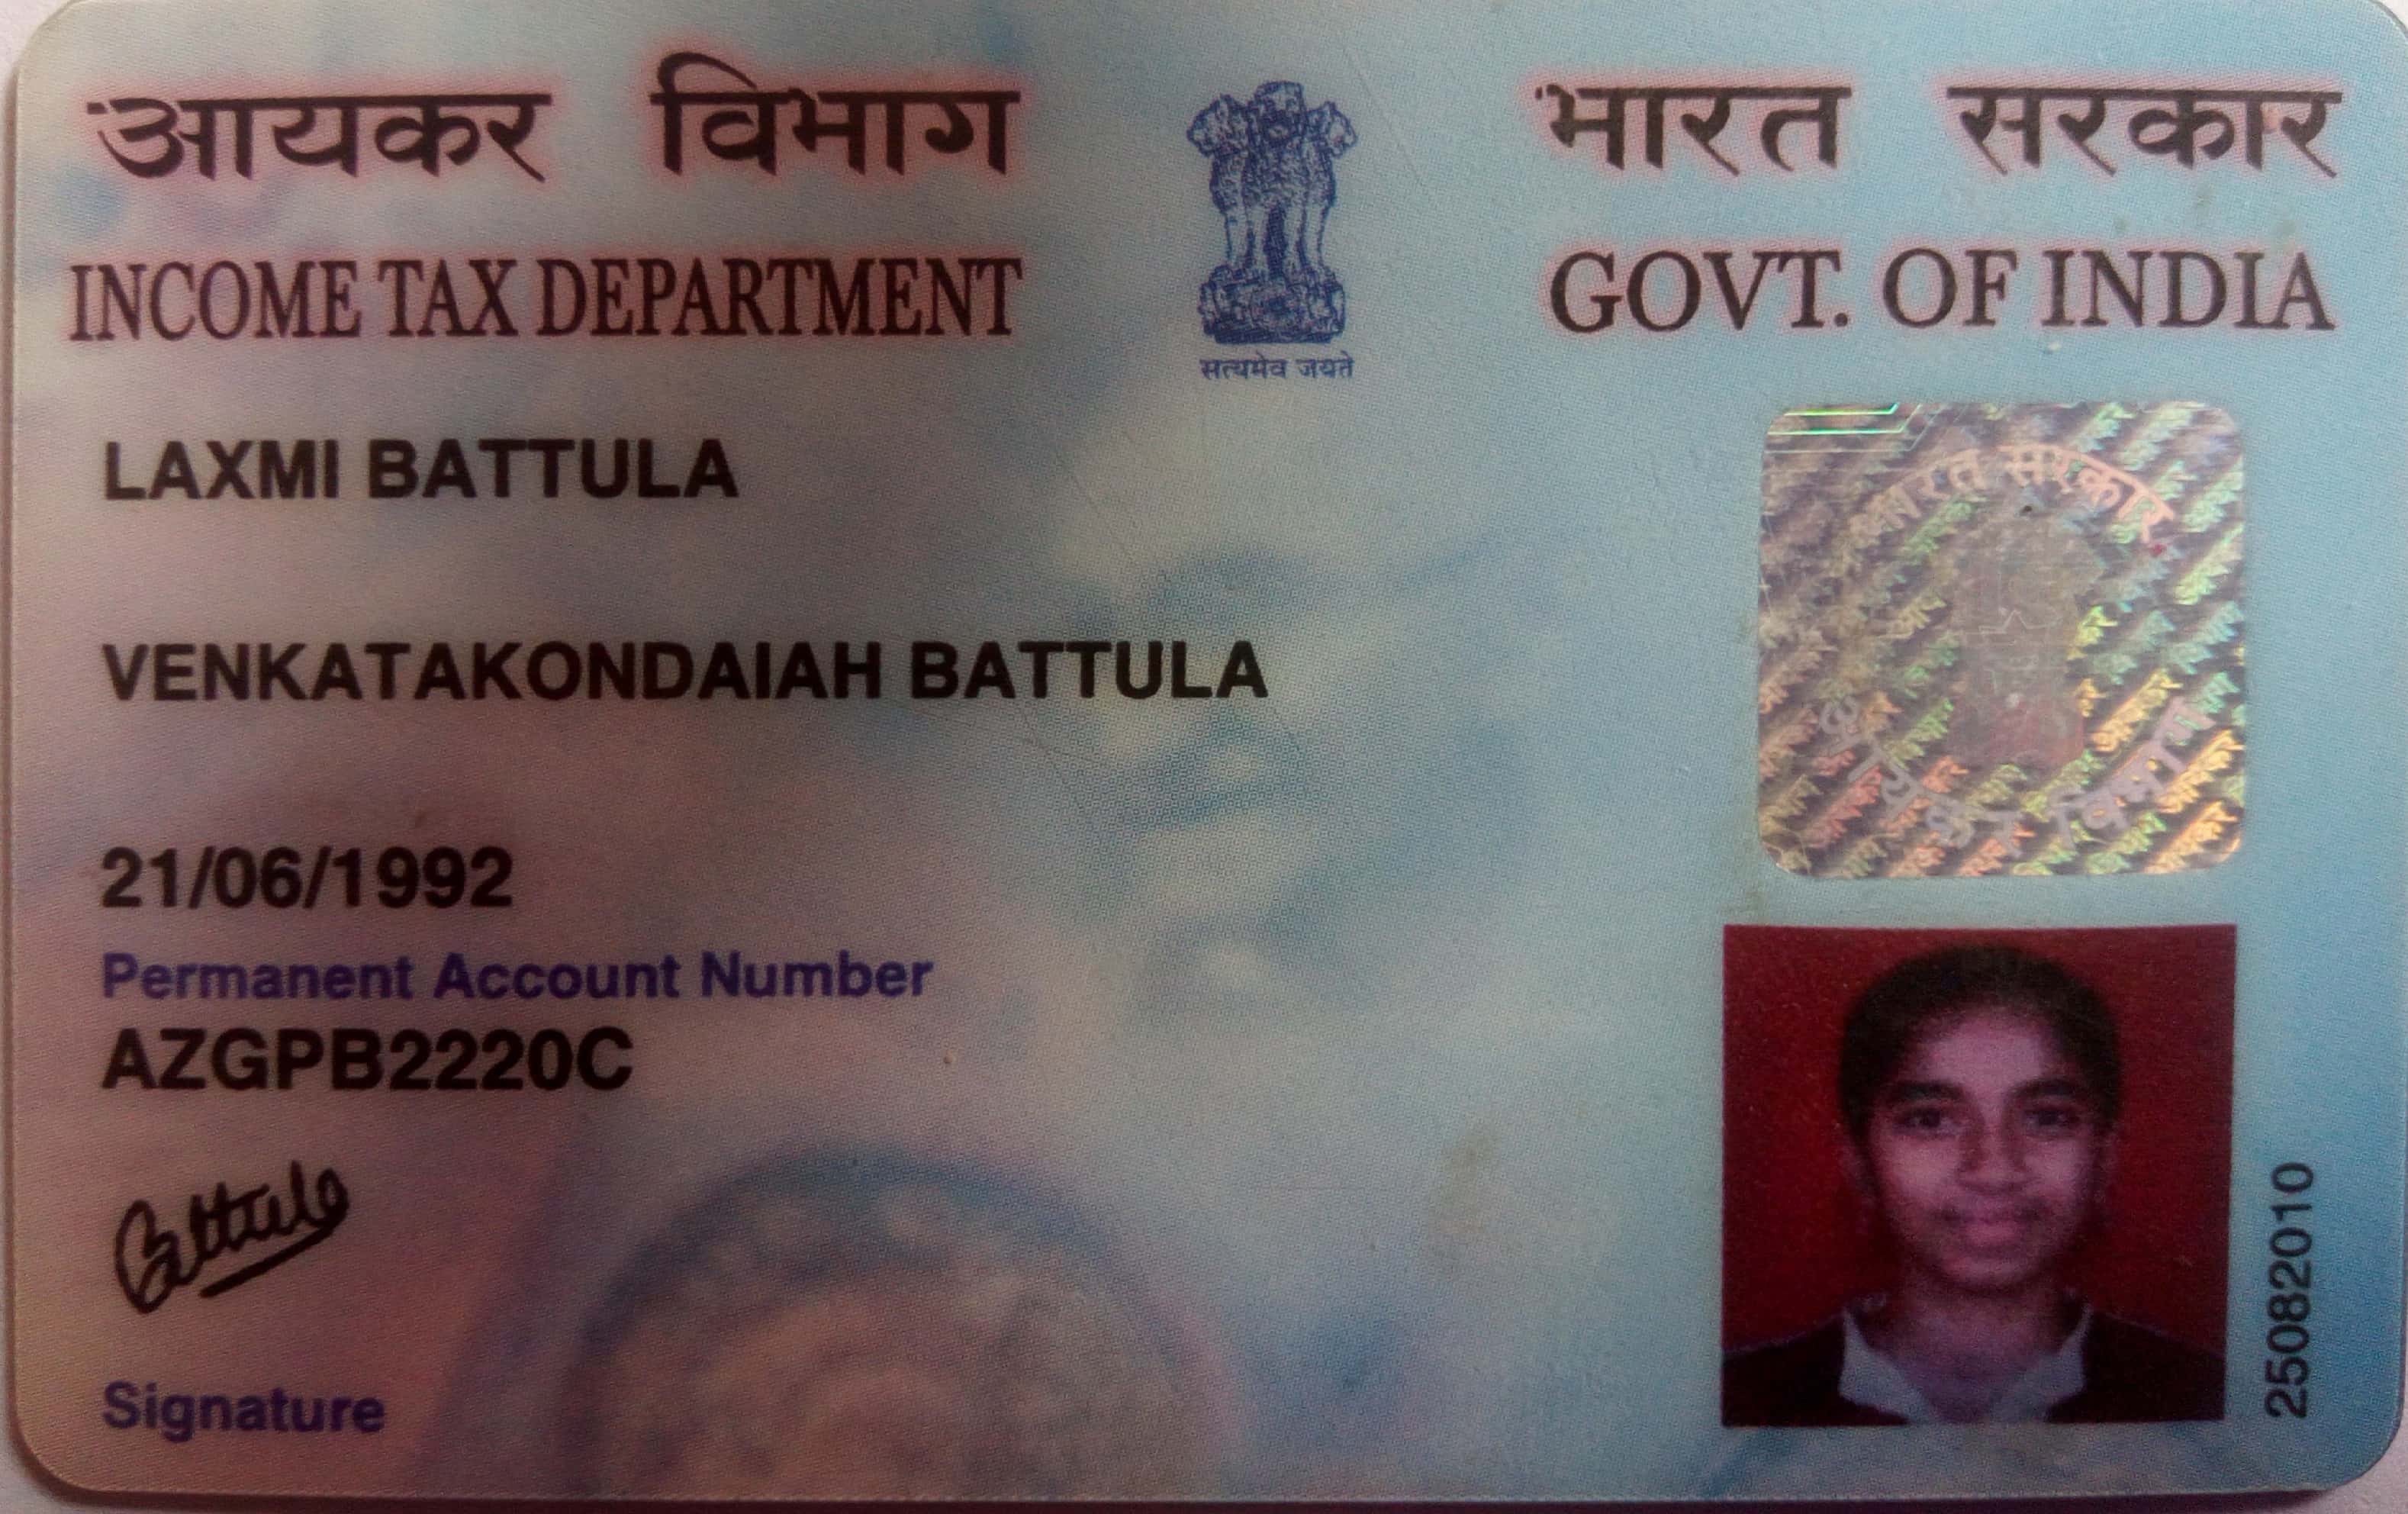 आयकर विभाग
INCOME TAX DEPARTMENT
सत्यमेव जयते
भारत सरकार
GOVT. OF INDIA
LAXMI BATTULA
VENKATAKONDAIAH BATTULA
21/06/1992
Permanent Account Number
AZGPB2220C
Battula
Signature
भारत सरकार
आयकर विभाग
25082010